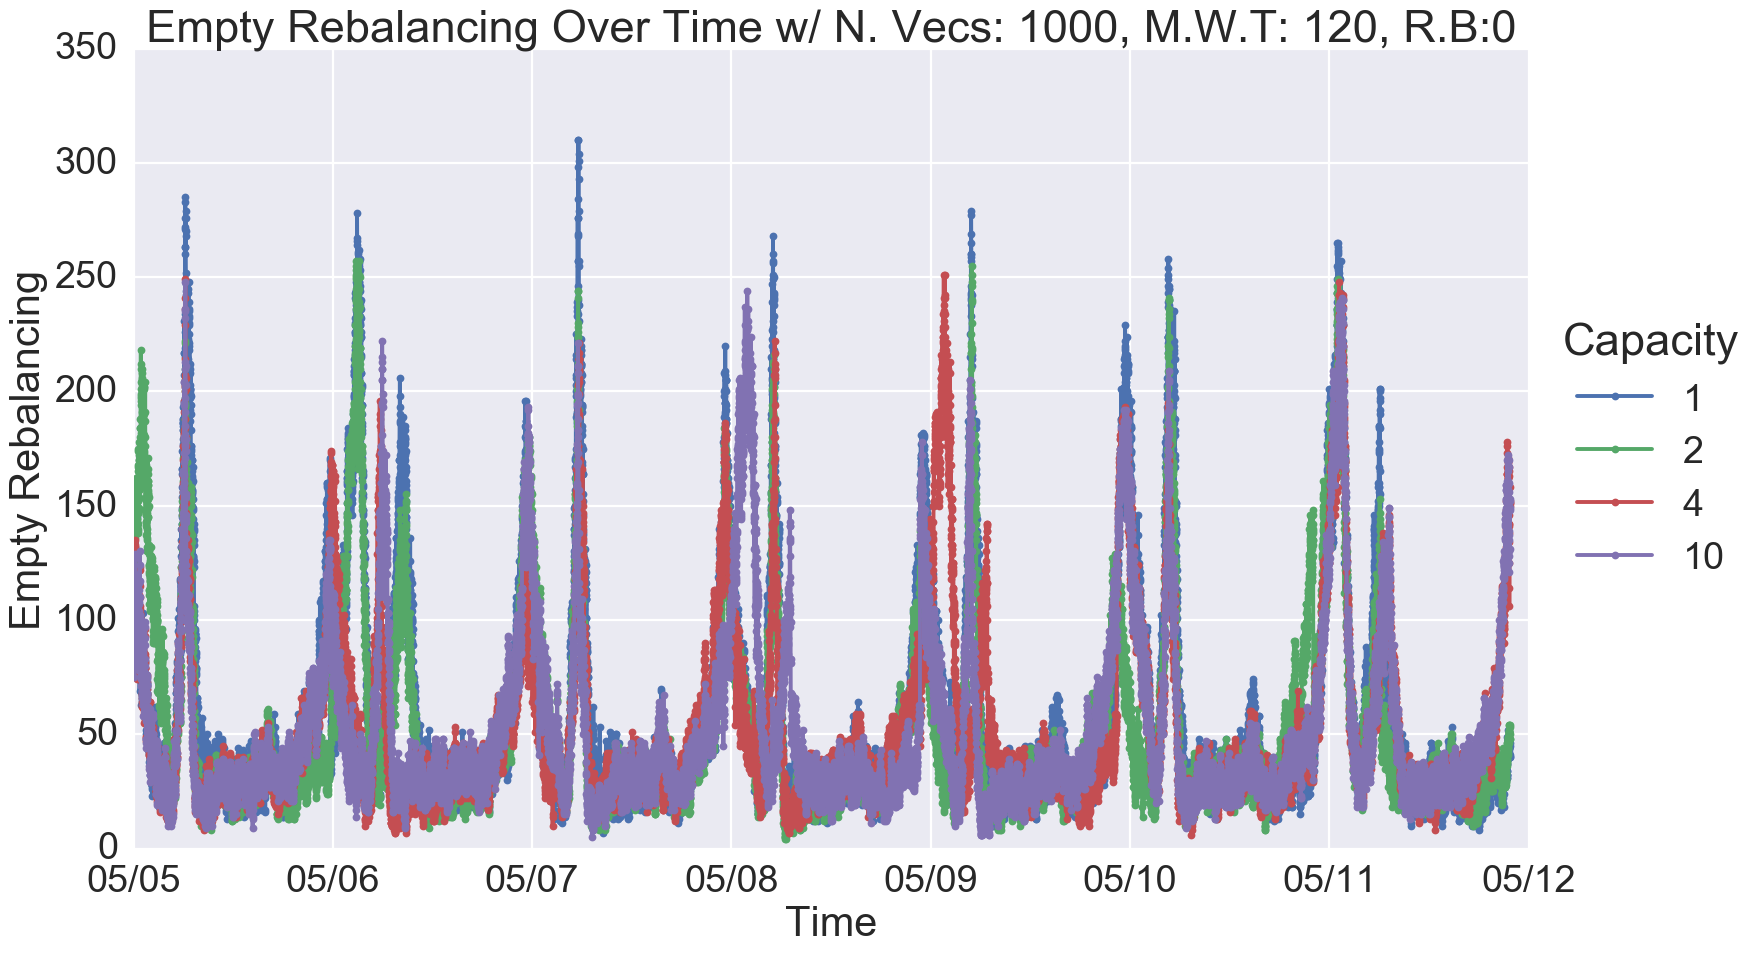 Empty Rebalancing Over Time w/ N. Vecs: 1000, M.W.T: 120, R.B:0
350
300
250
200
150
100
50
0
Empty Rebalancing
05/05 05/06 05/07 05/08 05/09 05/10 05/11 05/12
Time
Capacity
1
2
4
10